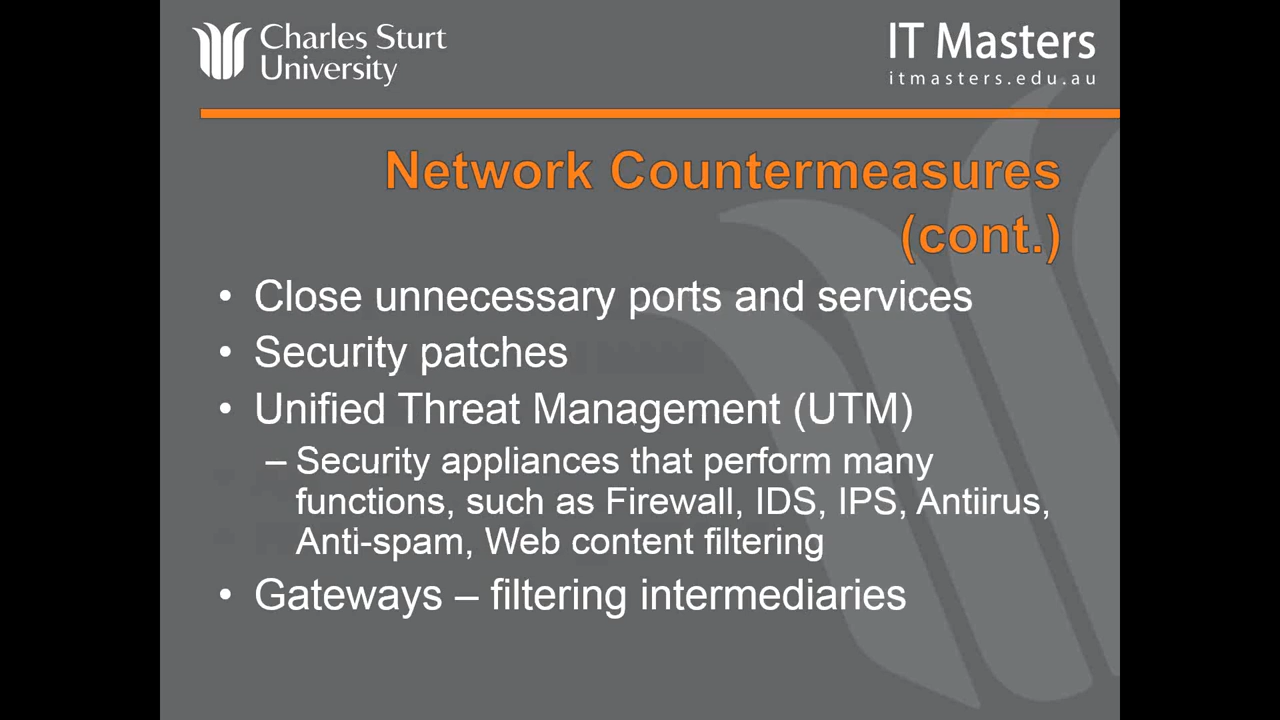 Charles Sturt
University
IT Masters
itmasters.edu.au
Network Countermeasures
(cont.)
• Close unnecessary ports and services
• Security patches
• Unified Threat Management (UTM)
– Security appliances that perform many
functions, such as Firewall, IDS, IPS, Antiirus,
Anti-spam, Web content filtering
• Gateways – filtering intermediaries